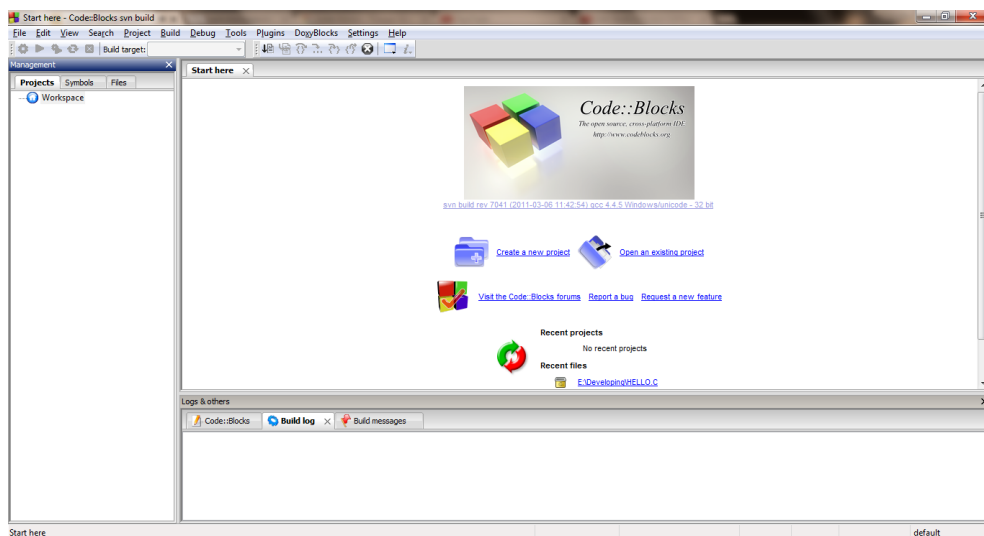 Start here - Code::Blocks svn build
File Edit View Search Project Build Debug Tools Plugins DoxyBlocks Settings Help
Build target:
Management
Projects Symbols Files
Workspace
Start here
Code::Blocks
The open source, cross-platform IDE
http://www.codeblocks.org
svn build rev 7041 (2011-03-06 11:42:54) gcc 4.4.5 Windows/unicode - 32 bit
Create a new project Open an existing project
Visit the Code::Blocks forums Report a bug Request a new feature
Recent projects
No recent projects
Recent files
E:\Developing\HELLO.C
Logs & others
Code::Blocks Build log Build messages
Start here default